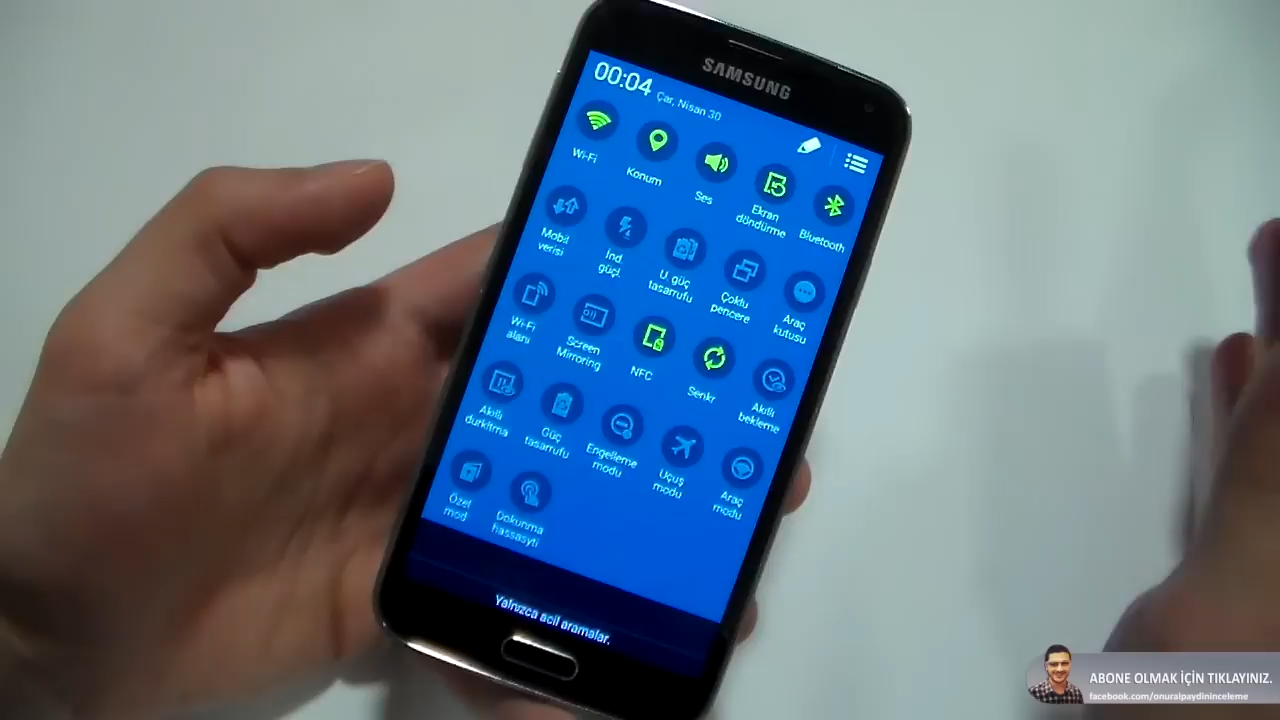 SAMSUNG
00:04 Çar, Nisan 30
Wi-Fi
Konum
Ses
Ekran
döndürme
Bluetooth
Mobil
verisi
İnd.
güçl.
U. güç
tasarrufu
Çoklu
pencere
Araç
kutusu
Wi-Fi
alanı
Screen
Mirroring
NFC
Senkr
Akıllı
bekleme
Akıllı
durkltma
Güç
tasarrufu
Engelleme
modu
Uçuş
modu
Araç
modu
Özel
mod
Dokunma
hassasyti
Yalnızca acil aramalar.
ABONE OLMAK İÇİN TIKLAYINIZ.
facebook.com/onuralpaydininceleme